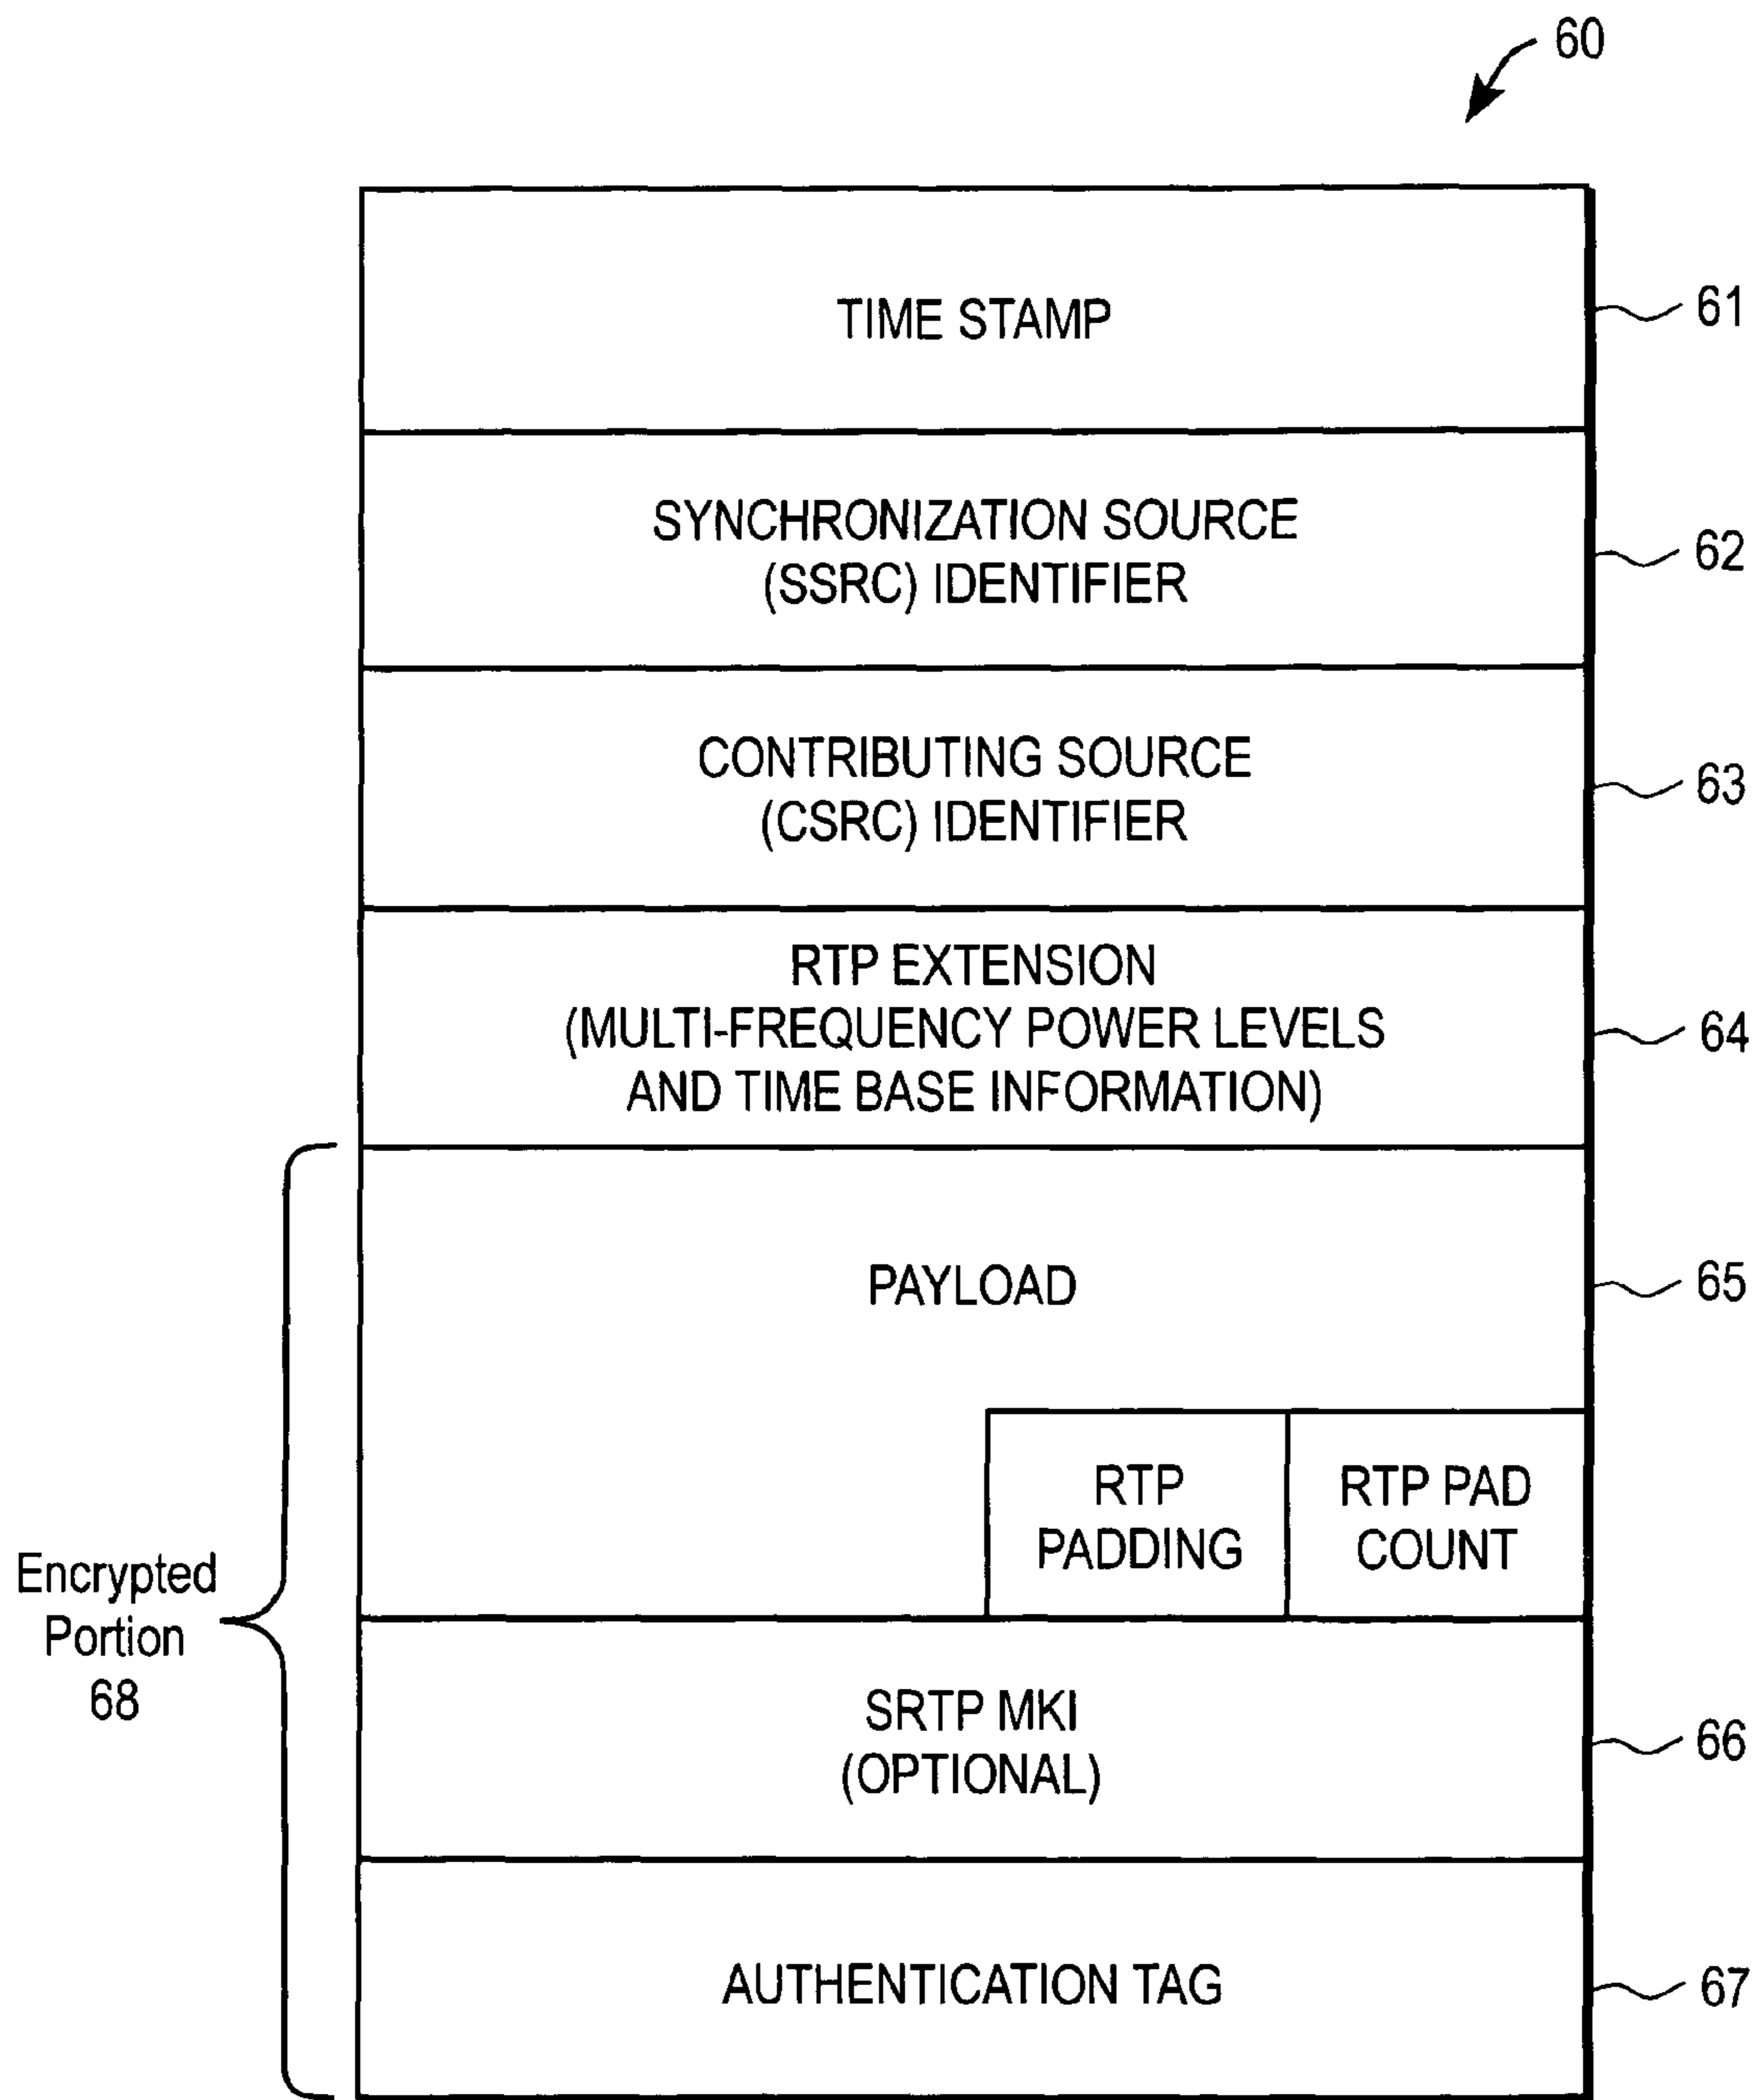 60
TIME STAMP
61
SYNCHRONIZATION SOURCE
(SSRC) IDENTIFIER
62
CONTRIBUTING SOURCE
(CSRC) IDENTIFIER
63
RTP EXTENSION
(MULTI-FREQUENCY POWER LEVELS
AND TIME BASE INFORMATION)
64
PAYLOAD
65
RTP
PADDING
RTP PAD
COUNT
Encrypted
Portion
68
SRTP MKI
(OPTIONAL)
66
AUTHENTICATION TAG
67